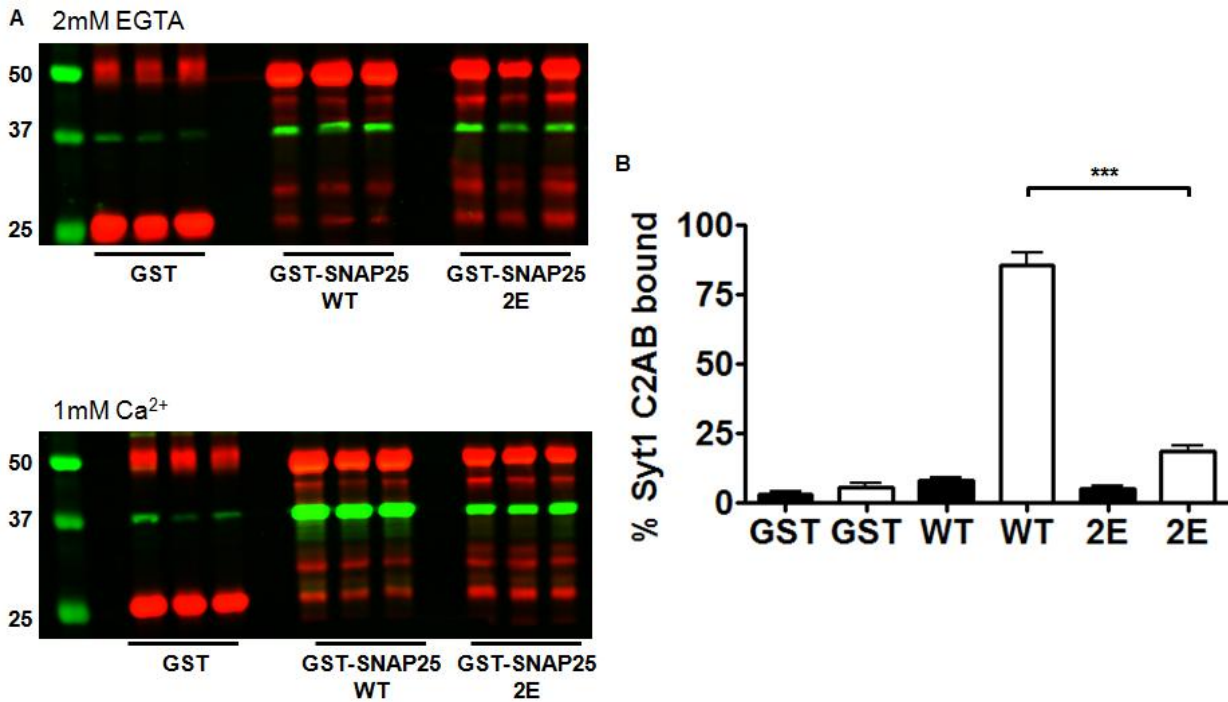 A
2mM EGTA
50
37
25
GST
GST-SNAP25
WT
GST-SNAP25
2E
1mM Ca²⁺
50
37
25
GST
GST-SNAP25
WT
GST-SNAP25
2E
B
***
% Syt1 C2AB bound
100
75
50
25
0
GST GST WT WT 2E 2E